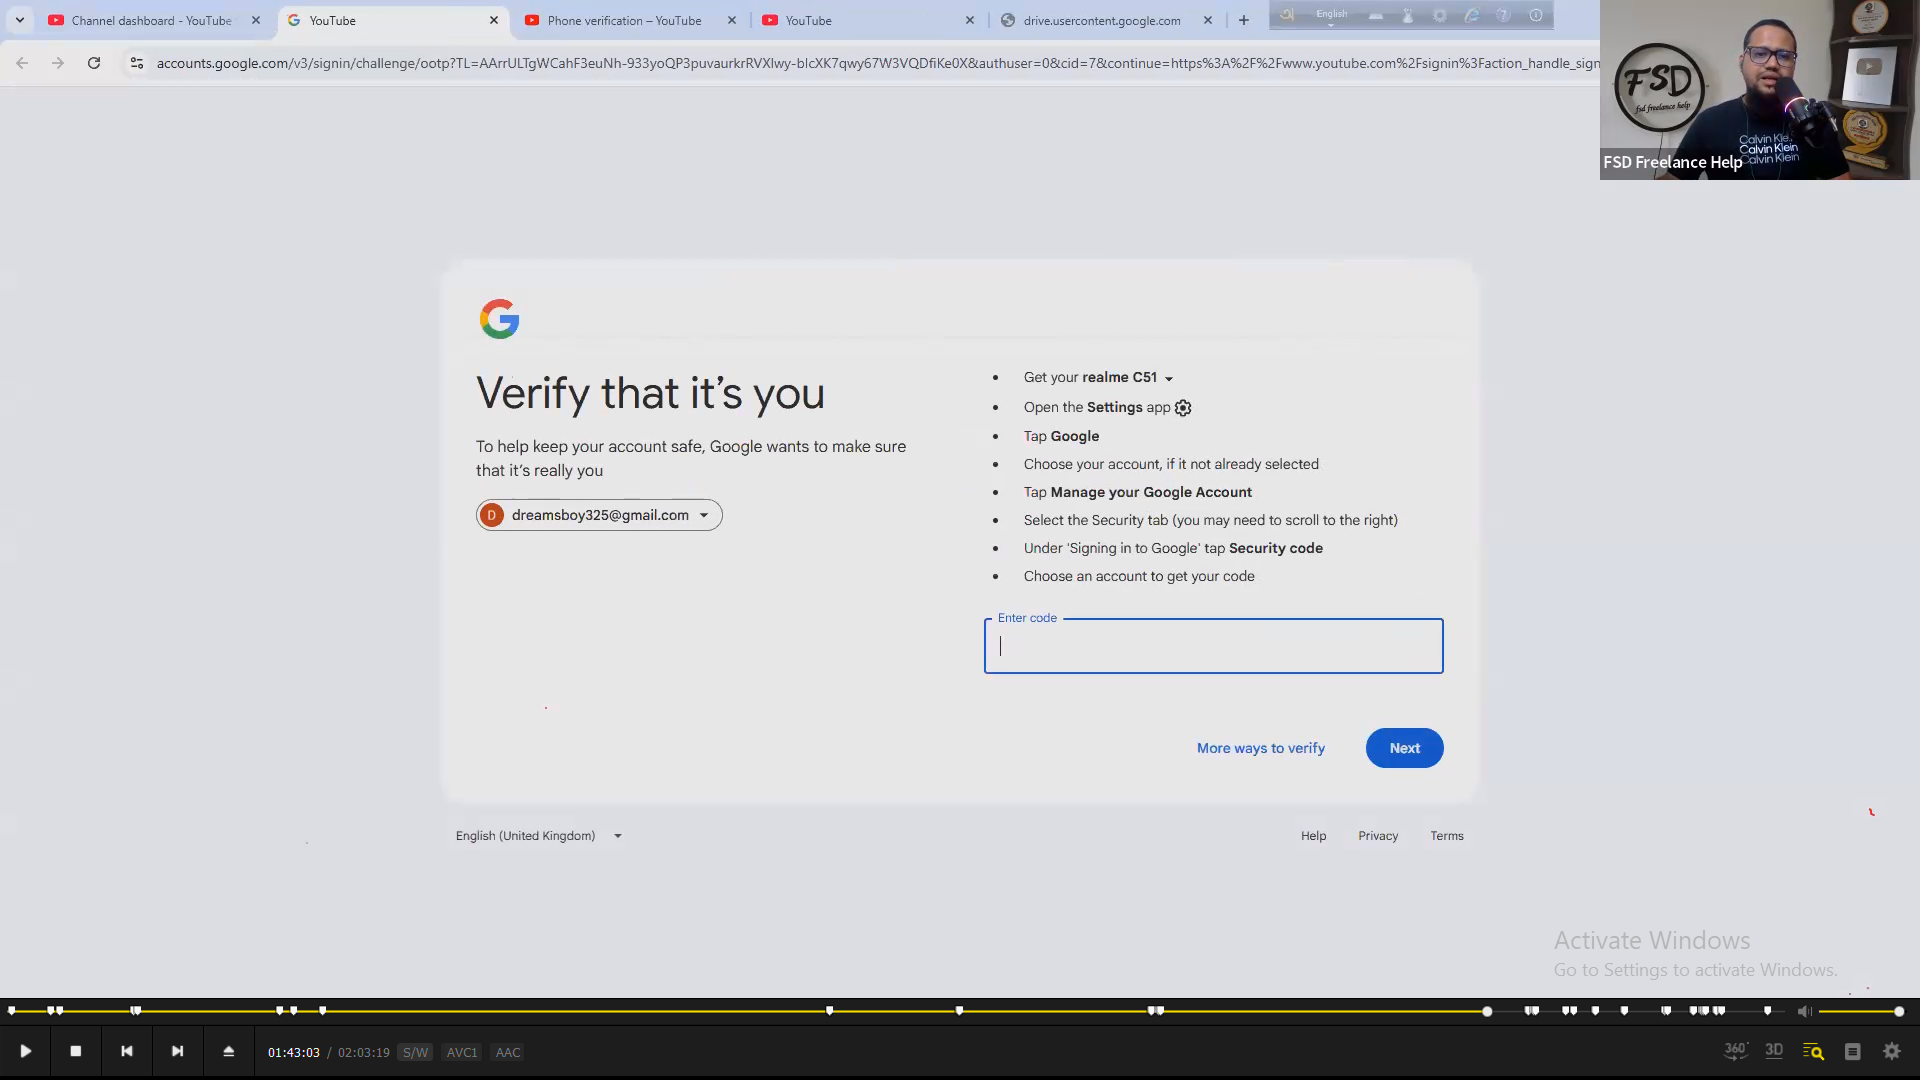 Channel dashboard - YouTube
YouTube
Phone verification – YouTube
YouTube
drive.usercontent.google.com
English
accounts.google.com/v3/signin/challenge/ootp?TL=AArrULTgWCahF3euNh-933yoQP3puvaurkrRVXIwy-blcXK7qwy67W3VQDfiKe0X&authuser=0&cid=7&continue=https%3A%2F%2Fwww.youtube.com%2Fsignin%3Faction_handle_sign
FSD
fsd freelance help
Calvin Klein
Calvin Klein
Calvin Klein
FSD Freelance Help
G
Verify that it's you
To help keep your account safe, Google wants to make sure
that it's really you
D dreamsboy325@gmail.com
Get your realme C51
Open the Settings app
Tap Google
Choose your account, if it not already selected
Tap Manage your Google Account
Select the Security tab (you may need to scroll to the right)
Under 'Signing in to Google' tap Security code
Choose an account to get your code
Enter code
More ways to verify
Next
English (United Kingdom)
Help
Privacy
Terms
Activate Windows
Go to Settings to activate Windows.
01:43:03 / 02:03:19 S/W AVC1 AAC
360°
3D